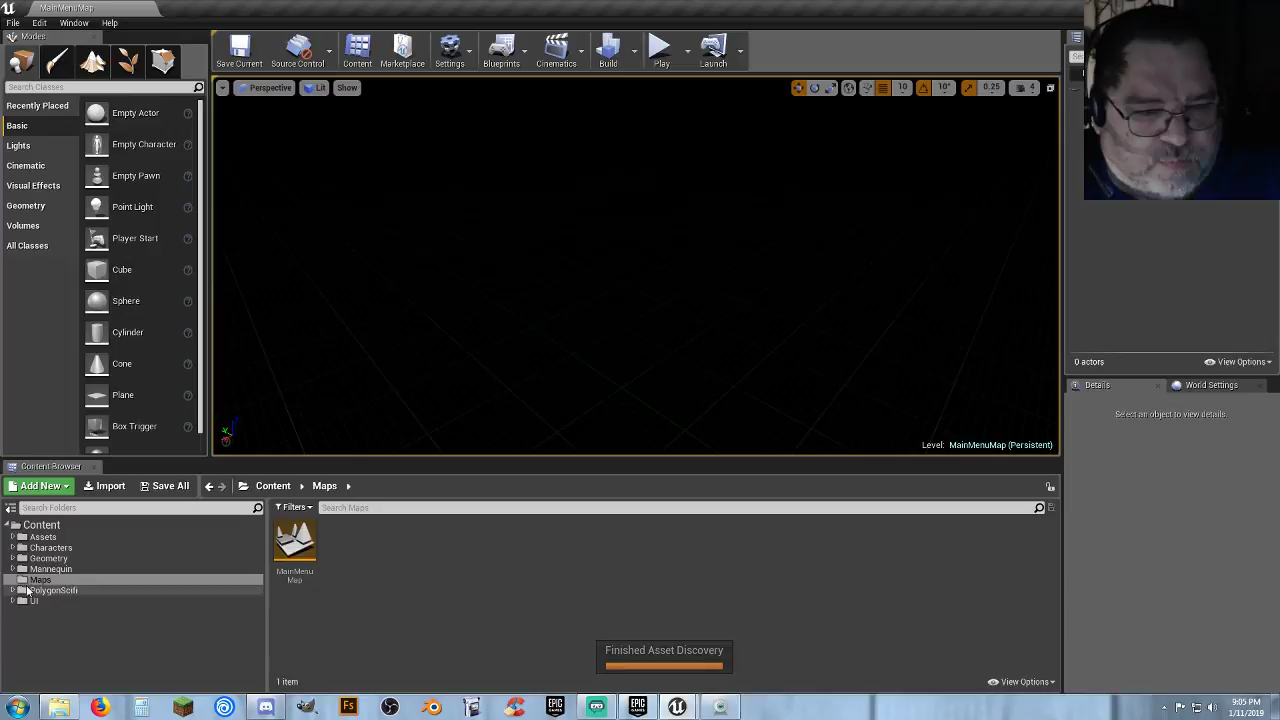 MainMenuMap
File Edit Window Help
Modes
Save Current Source Control Content Marketplace Settings Blueprints Cinematics Build Play Launch
Search Classes
Perspective Lit Show 10 10° 0.25 4
Recently Placed
Basic
Lights
Cinematic
Visual Effects
Geometry
Volumes
All Classes
Empty Actor
Empty Character
Empty Pawn
Point Light
Player Start
Cube
Sphere
Cylinder
Cone
Plane
Box Trigger
Level: MainMenuMap (Persistent)
0 actors View Options
Details World Settings
Select an object to view details.
Content Browser
Add New Import Save All Content Maps
Search Folders
Filters Search Maps
Content
Assets
Characters
Geometry
Mannequin
Maps
PolygonScifi
UI
MainMenu
Map
Finished Asset Discovery
1 item View Options
9:05 PM
1/11/2019